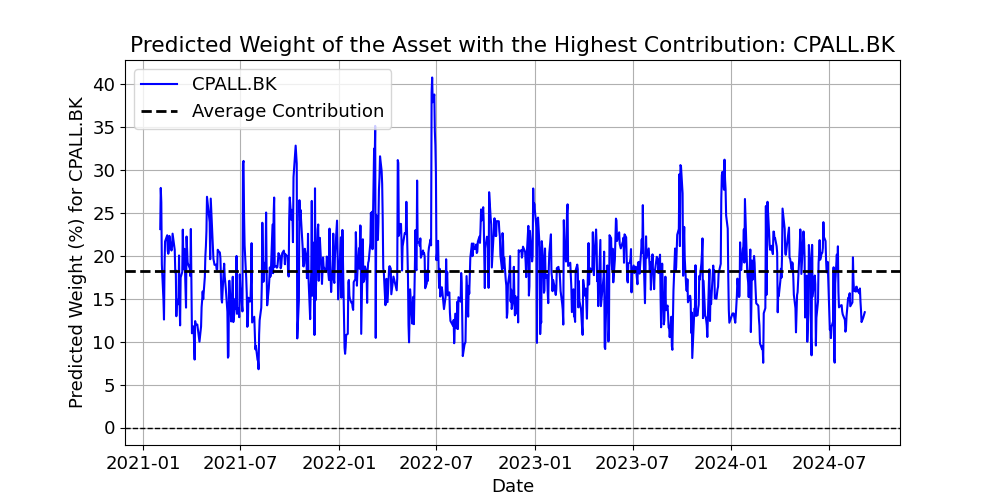 Predicted Weight of the Asset with the Highest Contribution: CPALL.BK
CPALL.BK
Average Contribution
Predicted Weight (%) for CPALL.BK
40
35
30
25
20
15
10
5
0
2021-01 2021-07 2022-01 2022-07 2023-01 2023-07 2024-01 2024-07
Date